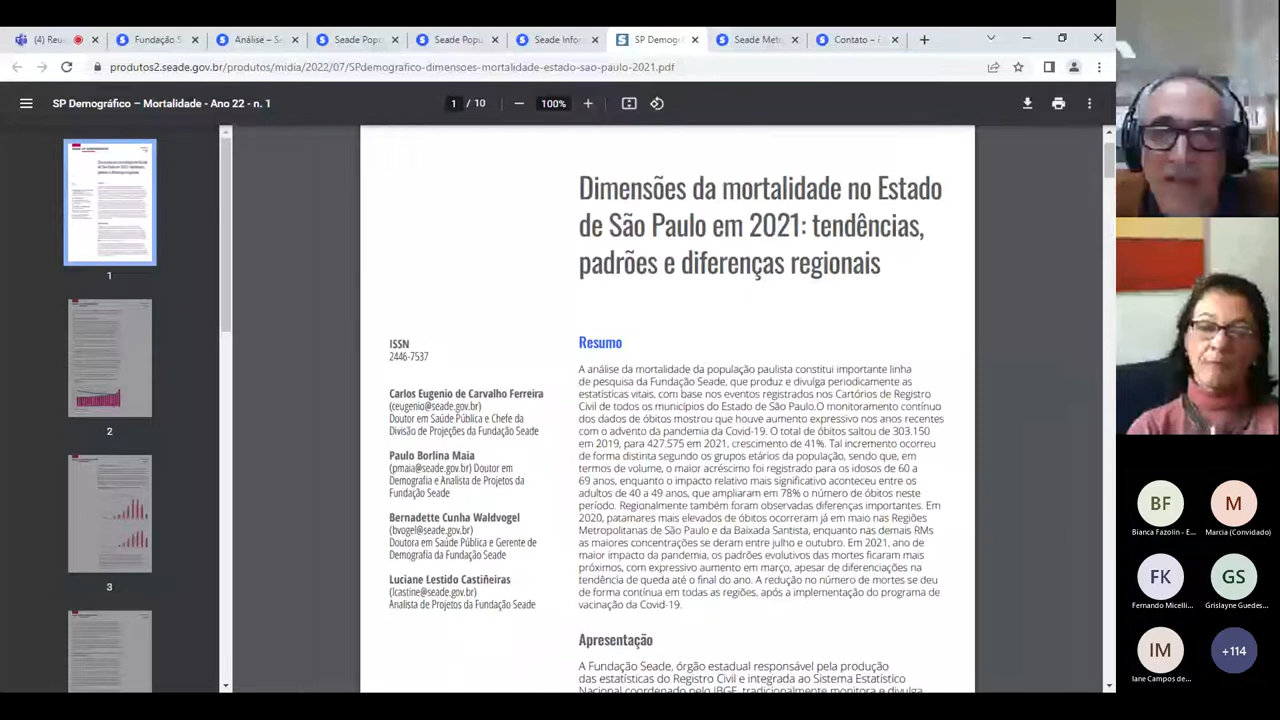 (4) Reu
Fundação S
Análise – S
Seade Pop
Seade Popu
Seade Infor
SP Demogr
Seade Metr
Contato –
produtos2.seade.gov.br/produtos/midia/2022/07/SPdemografico-dimensoes-mortalidade-estado-sao-paulo-2021.pdf
SP Demográfico – Mortalidade - Ano 22 - n. 1
1 / 10
100%
1
2
3
Dimensões da mortalidade no Estado
de São Paulo em 2021: tendências,
padrões e diferenças regionais
ISSN
2446-7537
Carlos Eugenio de Carvalho Ferreira
(ceugenio@seade.gov.br)
Doutor em Saúde Pública e Chefe da
Divisão de Projeções da Fundação Seade
Paulo Borlina Maia
(pmaia@seade.gov.br) Doutor em
Demografia e Analista de Projetos da
Fundação Seade
Bernadette Cunha Waldvogel
(bvogel@seade.gov.br)
Doutora em Saúde Pública e Gerente de
Demografia da Fundação Seade
Luciane Lestido Castiñeiras
(lcastine@seade.gov.br)
Analista de Projetos da Fundação Seade
Resumo
A análise da mortalidade da população paulista constitui importante linha
de pesquisa da Fundação Seade, que produz e divulga periodicamente as
estatísticas vitais, com base nos eventos registrados nos Cartórios de Registro
Civil de todos os municípios do Estado de São Paulo.O monitoramento contínuo
dos dados de óbitos mostrou que houve aumento expressivo nos anos recentes
com o advento da pandemia da Covid-19. O total de óbitos saltou de 303.150
em 2019, para 427.575 em 2021, crescimento de 41%. Tal incremento ocorreu
de forma distinta segundo os grupos etários da população, sendo que, em
termos de volume, o maior acréscimo foi registrado para os idosos de 60 a
69 anos, enquanto o impacto relativo mais significativo aconteceu entre os
adultos de 40 a 49 anos, que ampliaram em 78% o número de óbitos neste
período. Regionalmente também foram observadas diferenças importantes. Em
2020, patamares mais elevados de óbitos ocorreram já em maio nas Regiões
Metropolitanas de São Paulo e da Baixada Santista, enquanto nas demais RMs
as maiores concentrações se deram entre julho e outubro. Em 2021, ano de
maior impacto da pandemia, os padrões evolutivos das mortes ficaram mais
próximos, com expressivo aumento em março, apesar de diferenciações na
tendência de queda até o final do ano. A redução no número de mortes se deu
de forma contínua em todas as regiões, após a implementação do programa de
vacinação da Covid-19.
Apresentação
A Fundação Seade, órgão estadual responsável pela produção
das estatísticas do Registro Civil e integrada ao Sistema Estatístico
Nacional coordenado pelo IBGE, tradicionalmente monitora e divulga
BF
M
Bianca Fazolin - E...
Marcia (Convidado)
FK
GS
Fernando Micelli...
Grislayne Guedes...
IM
+114
Iane Campos de...